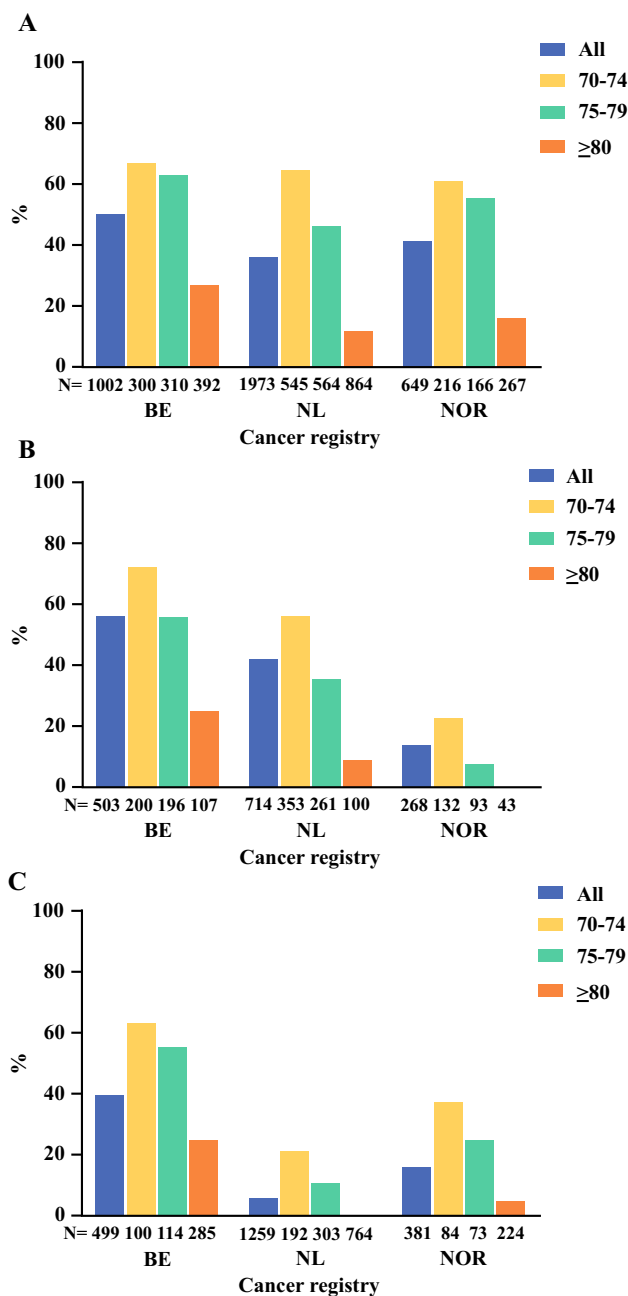 A
100
80
60
40
20
0
%
All
70-74
75-79
≥80
N= 1002 300 310 392 1973 545 564 864 649 216 166 267
BE NL NOR
Cancer registry
B
100
80
60
40
20
0
%
All
70-74
75-79
≥80
N= 503 200 196 107 714 353 261 100 268 132 93 43
BE NL NOR
Cancer registry
C
100
80
60
40
20
0
%
All
70-74
75-79
≥80
N= 499 100 114 285 1259 192 303 764 381 84 73 224
BE NL NOR
Cancer registry